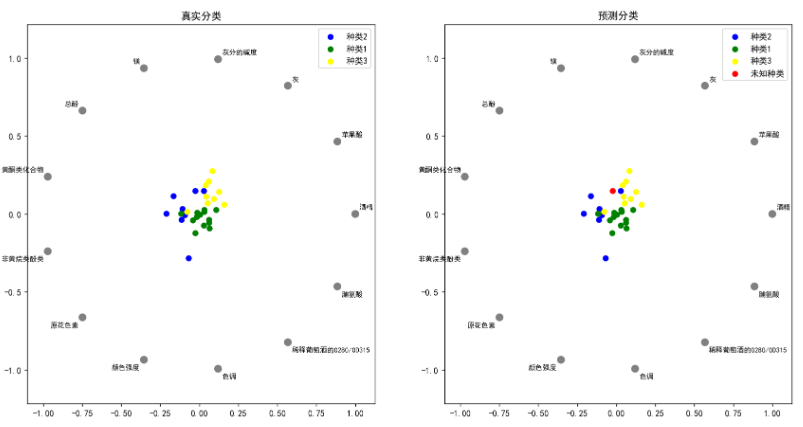 真实分类
种类2
种类1
种类3
灰分的碱度
镁
灰
总酚
苹果酸
黄酮类化合物
酒精
非黄烷类酚类
脯氨酸
原花色素
稀释葡萄酒的0D280/0D315
颜色强度
色调
1.0
0.5
0.0
-0.5
-1.0
-1.00 -0.75 -0.50 -0.25 0.00 0.25 0.50 0.75 1.00
预测分类
种类2
种类1
种类3
未知种类
灰分的碱度
镁
灰
总酚
苹果酸
黄酮类化合物
酒精
非黄烷类酚类
脯氨酸
原花色素
稀释葡萄酒的0D280/0D315
颜色强度
色调
1.0
0.5
0.0
-0.5
-1.0
-1.00 -0.75 -0.50 -0.25 0.00 0.25 0.50 0.75 1.00